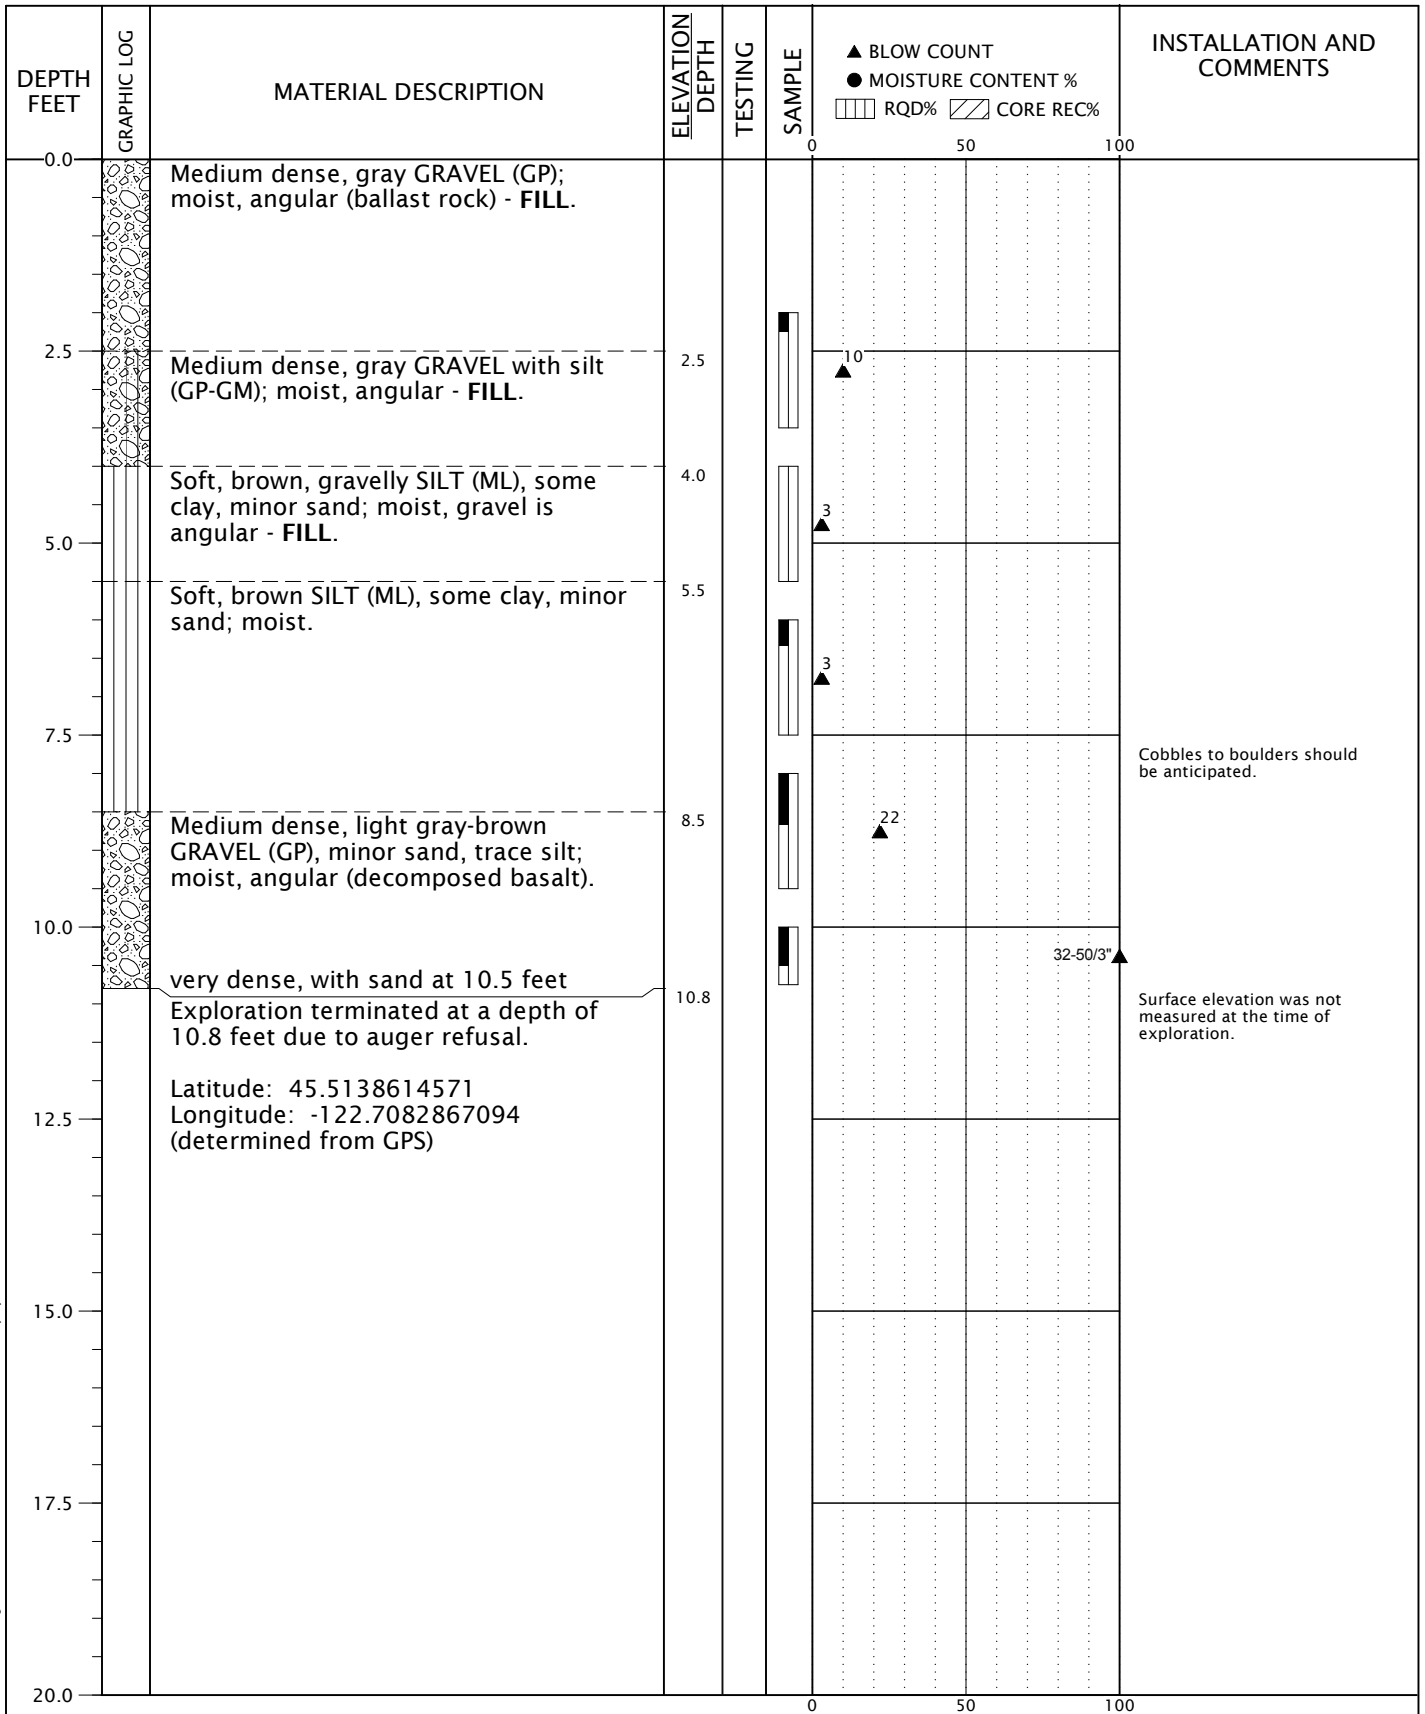 DEPTH
FEET
GRAPHIC LOG
MATERIAL DESCRIPTION
ELEVATION
DEPTH
TESTING
SAMPLE
▲ BLOW COUNT
● MOISTURE CONTENT %
RQD% CORE REC%
INSTALLATION AND
COMMENTS
0 50 100
0.0
Medium dense, gray GRAVEL (GP);
moist, angular (ballast rock) - FILL.
2.5
Medium dense, gray GRAVEL with silt
(GP-GM); moist, angular - FILL.
2.5
10
4.0
Soft, brown, gravelly SILT (ML), some
clay, minor sand; moist, gravel is
angular - FILL.
3
5.0
5.5
Soft, brown SILT (ML), some clay, minor
sand; moist.
3
7.5
Cobbles to boulders should
be anticipated.
8.5
Medium dense, light gray-brown
GRAVEL (GP), minor sand, trace silt;
moist, angular (decomposed basalt).
22
10.0
32-50/3"
very dense, with sand at 10.5 feet
10.8
Exploration terminated at a depth of
10.8 feet due to auger refusal.
Surface elevation was not
measured at the time of
exploration.
Latitude: 45.5138614571
Longitude: -122.7082867094
(determined from GPS)
12.5
15.0
17.5
20.0
0 50 100